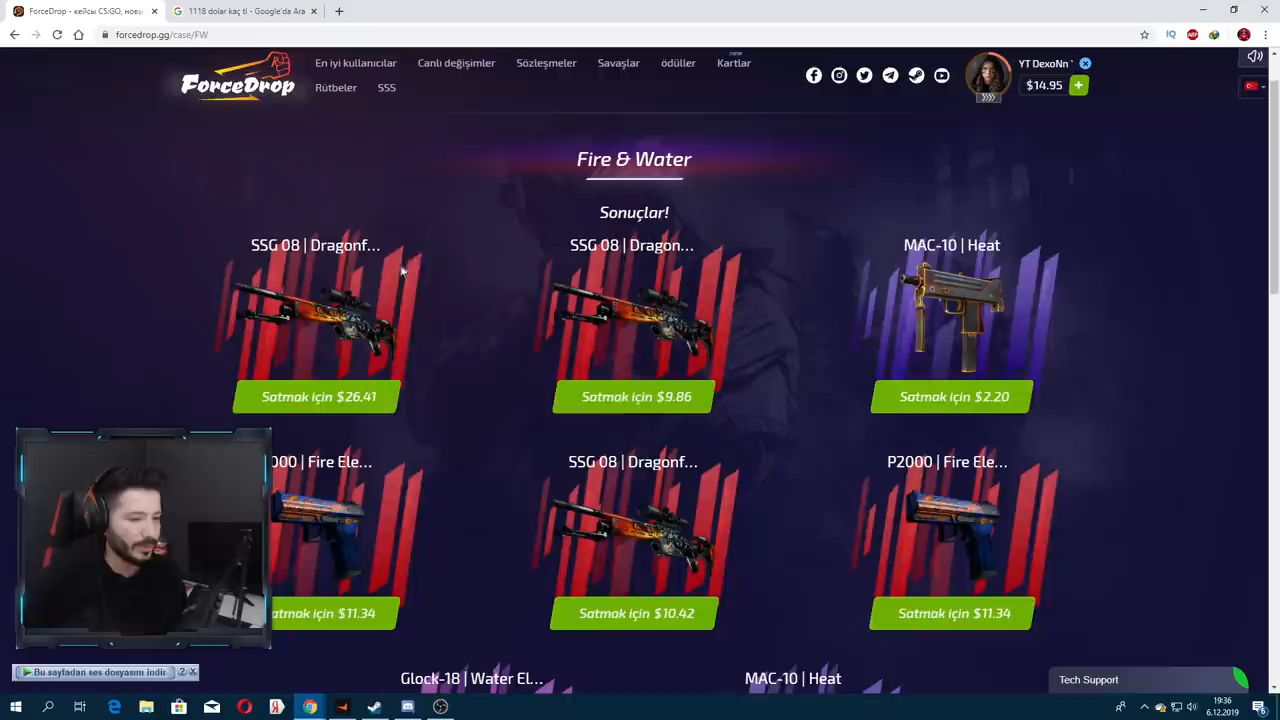 ForceDrop - кейсы CS:GO, новы
1118 dolar kaç tl - Google'da Ara
forcedrop.gg/case/FW
IQ
ABP
ForceDrop
En iyi kullanıcılar
Canlı değişimler
Sözleşmeler
Savaşlar
ödüller
new
Kartlar
Rütbeler
SSS
YT DexoNn
$14.95
Fire & Water
Sonuçlar!
SSG 08 | Dragonf...
SSG 08 | Dragon...
MAC-10 | Heat
Satmak için $26.41
Satmak için $9.86
Satmak için $2.20
000 | Fire Ele...
SSG 08 | Dragonf...
P2000 | Fire Ele...
atmak için $11.34
Satmak için $10.42
Satmak için $11.34
Bu sayfadan ses dosyasını indir
Glock-18 | Water El...
MAC-10 | Heat
Tech Support
19:36
6.12.2019